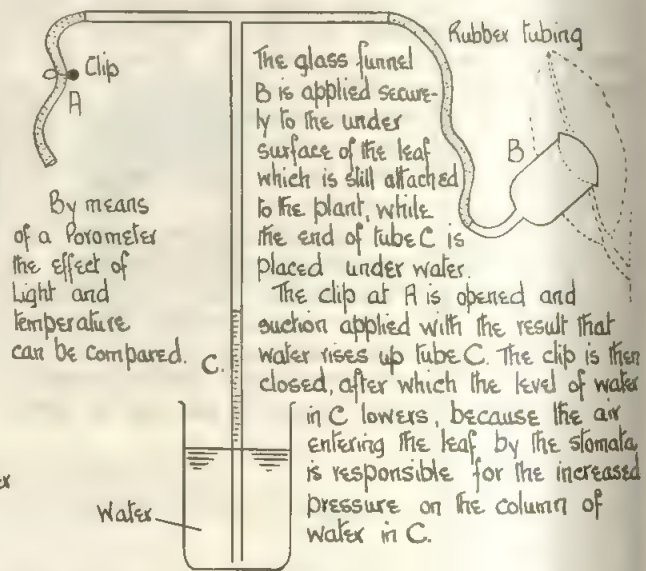 Clip
A
Rubber tubing
B
The glass funnel
B is applied secure-
ly to the under
surface of the leaf
which is still attached
to the plant, while
the end of tube C is
placed under water.
The clip at A is opened and
suction applied with the result that
water rises up tube C. The clip is then
closed, after which the level of water
in C lowers, because the air
entering the leaf by the stomata
is responsible for the increased
pressure on the column of
water in C.
By means
of a Porometer
the effect of
Light and
temperature
can be compared.
C.
Water